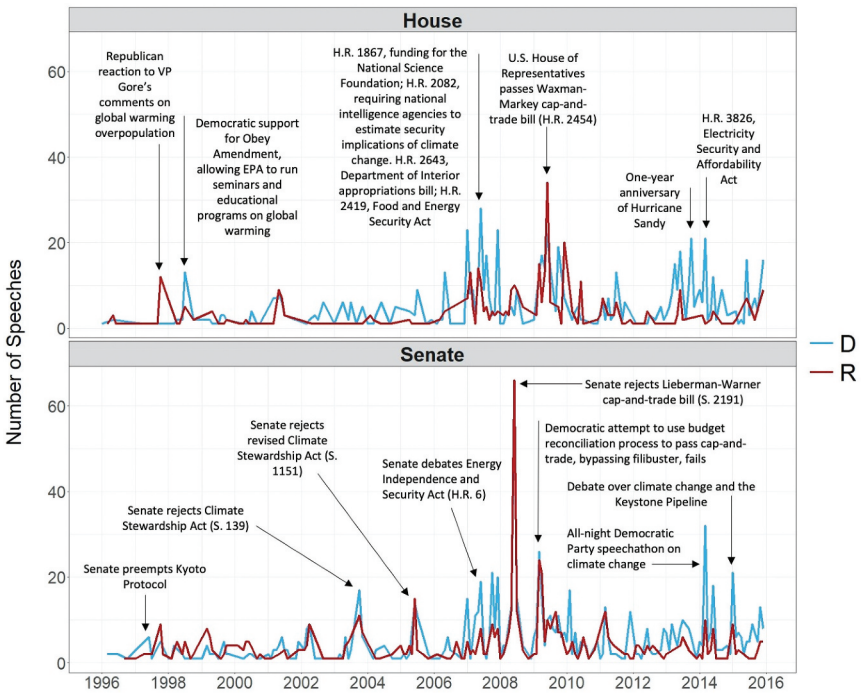 House
Number of Speeches
60
40
20
0
Republican
reaction to VP
Gore's
comments on
global warming
overpopulation
Democratic support
for Obey
Amendment,
allowing EPA to run
seminars and
educational
programs on global
warming
H.R. 1867, funding for the
National Science
Foundation; H.R. 2082,
requiring national
intelligence agencies to
estimate security
implications of climate
change. H.R. 2643,
Department of Interior
appropriations bill; H.R.
2419, Food and Energy
Security Act
U.S. House of
Representatives
passes Waxman-
Markey cap-and-
trade bill (H.R. 2454)
One-year
anniversary
of Hurricane
Sandy
H.R. 3826,
Electricity
Security and
Affordability
Act
D
R
Senate
60
40
20
0
Senate preempts Kyoto
Protocol
Senate rejects Climate
Stewardship Act (S. 139)
Senate rejects
revised Climate
Stewardship Act (S.
1151)
Senate debates Energy
Independence and
Security Act (H.R. 6)
Senate rejects Lieberman-Warner
cap-and-trade bill (S. 2191)
Democratic attempt to use budget
reconciliation process to pass cap-and-
trade, bypassing filibuster, fails
Debate over climate change and the
Keystone Pipeline
All-night Democratic
Party speechathon on
climate change
1996 1998 2000 2002 2004 2006 2008 2010 2012 2014 2016